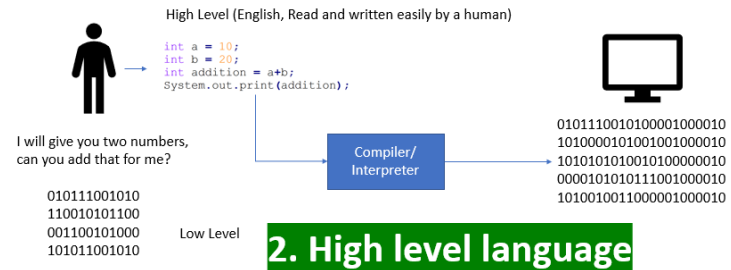 High Level (English, Read and written easily by a human)
int a = 10;
int b = 20;
int addition = a+b;
System.out.print(addition);
I will give you two numbers,
can you add that for me?
Compiler/
Interpreter
0101110010100001000010
1010000101001001000010
1010101010010100000010
0000101010111001000010
1010010011000001000010
010111001010
110010101100
001100101000
101011001010
Low Level
2. High level language